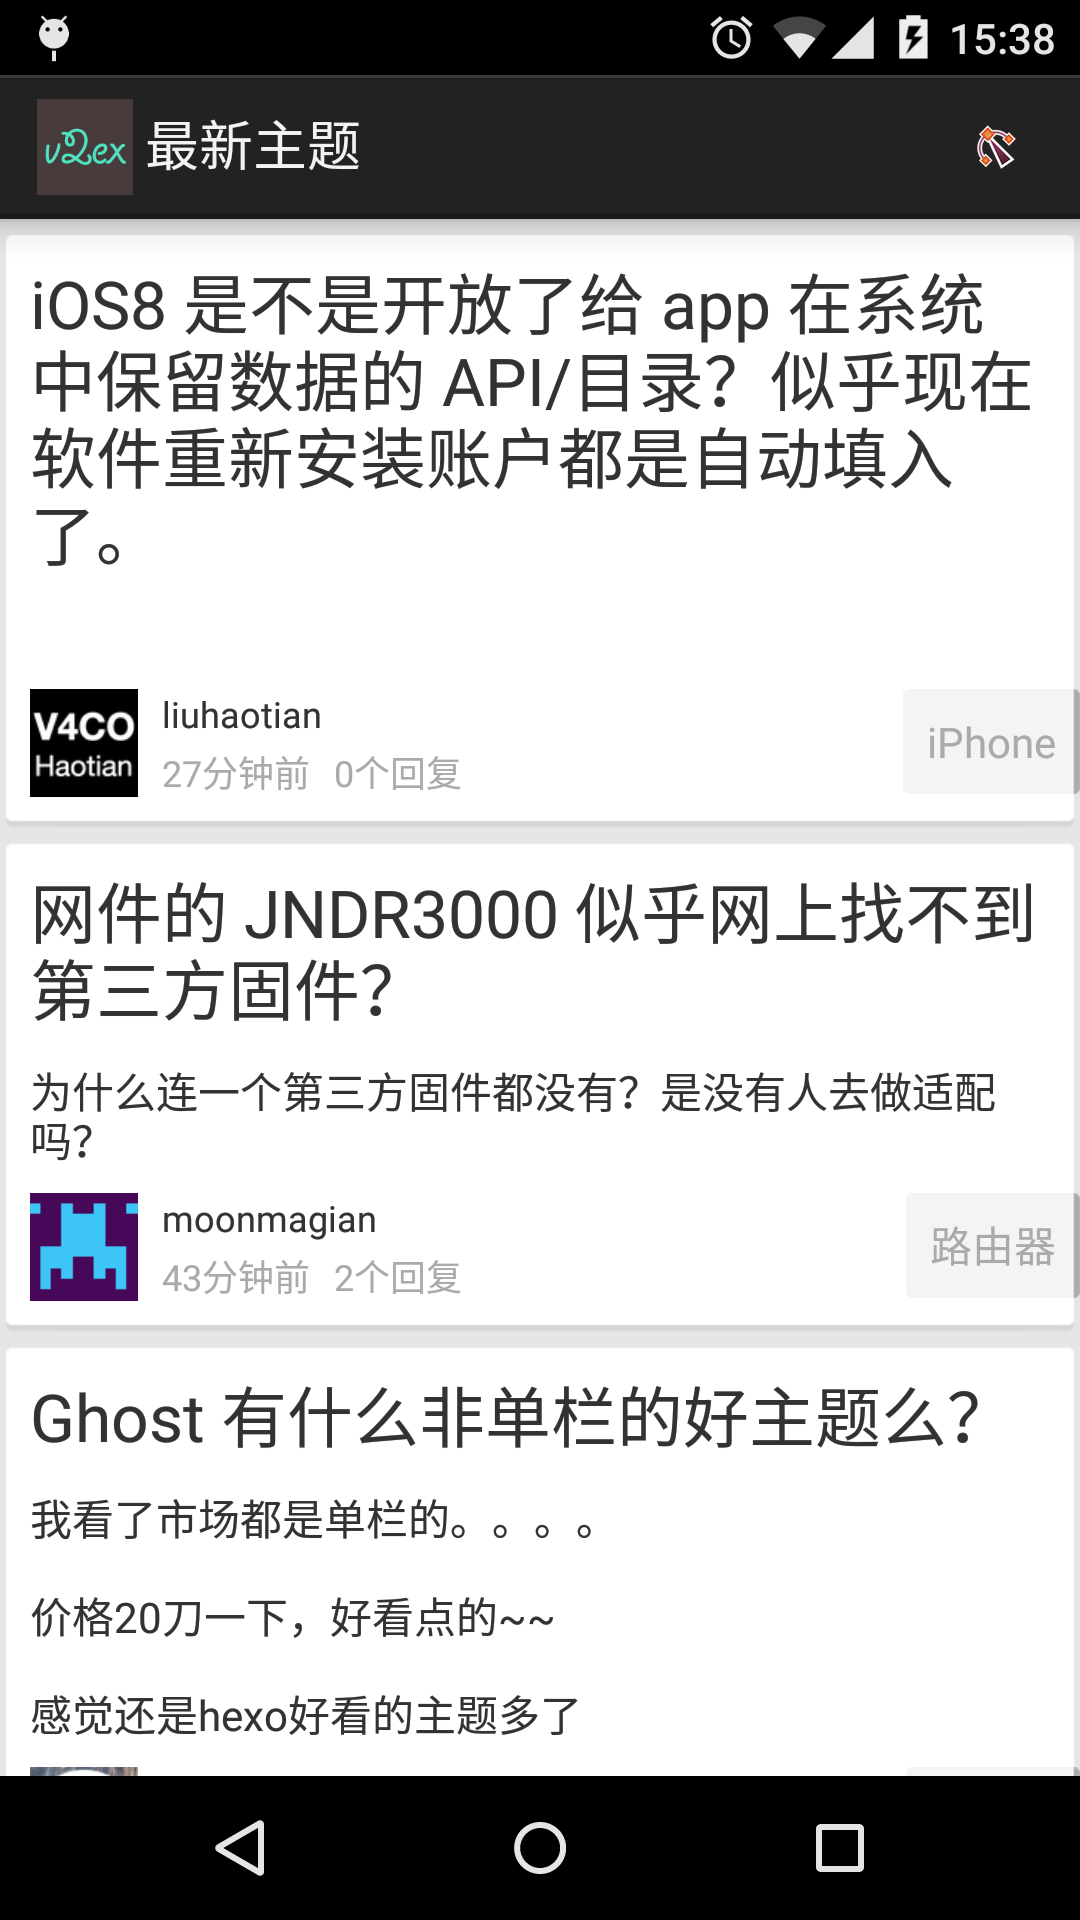 15:38
v2ex 最新主题
iOS8 是不是开放了给 app 在系统
中保留数据的 API/目录？似乎现在
软件重新安装账户都是自动填入
了。
V4CO
Haotian
liuhaotian
27分钟前 0个回复
iPhone
网件的 JNDR3000 似乎网上找不到
第三方固件？
为什么连一个第三方固件都没有？是没有人去做适配
吗？
moonmagian
43分钟前 2个回复
路由器
Ghost 有什么非单栏的好主题么？
我看了市场都是单栏的。。。。
价格20刀一下，好看点的~~
感觉还是hexo好看的主题多了